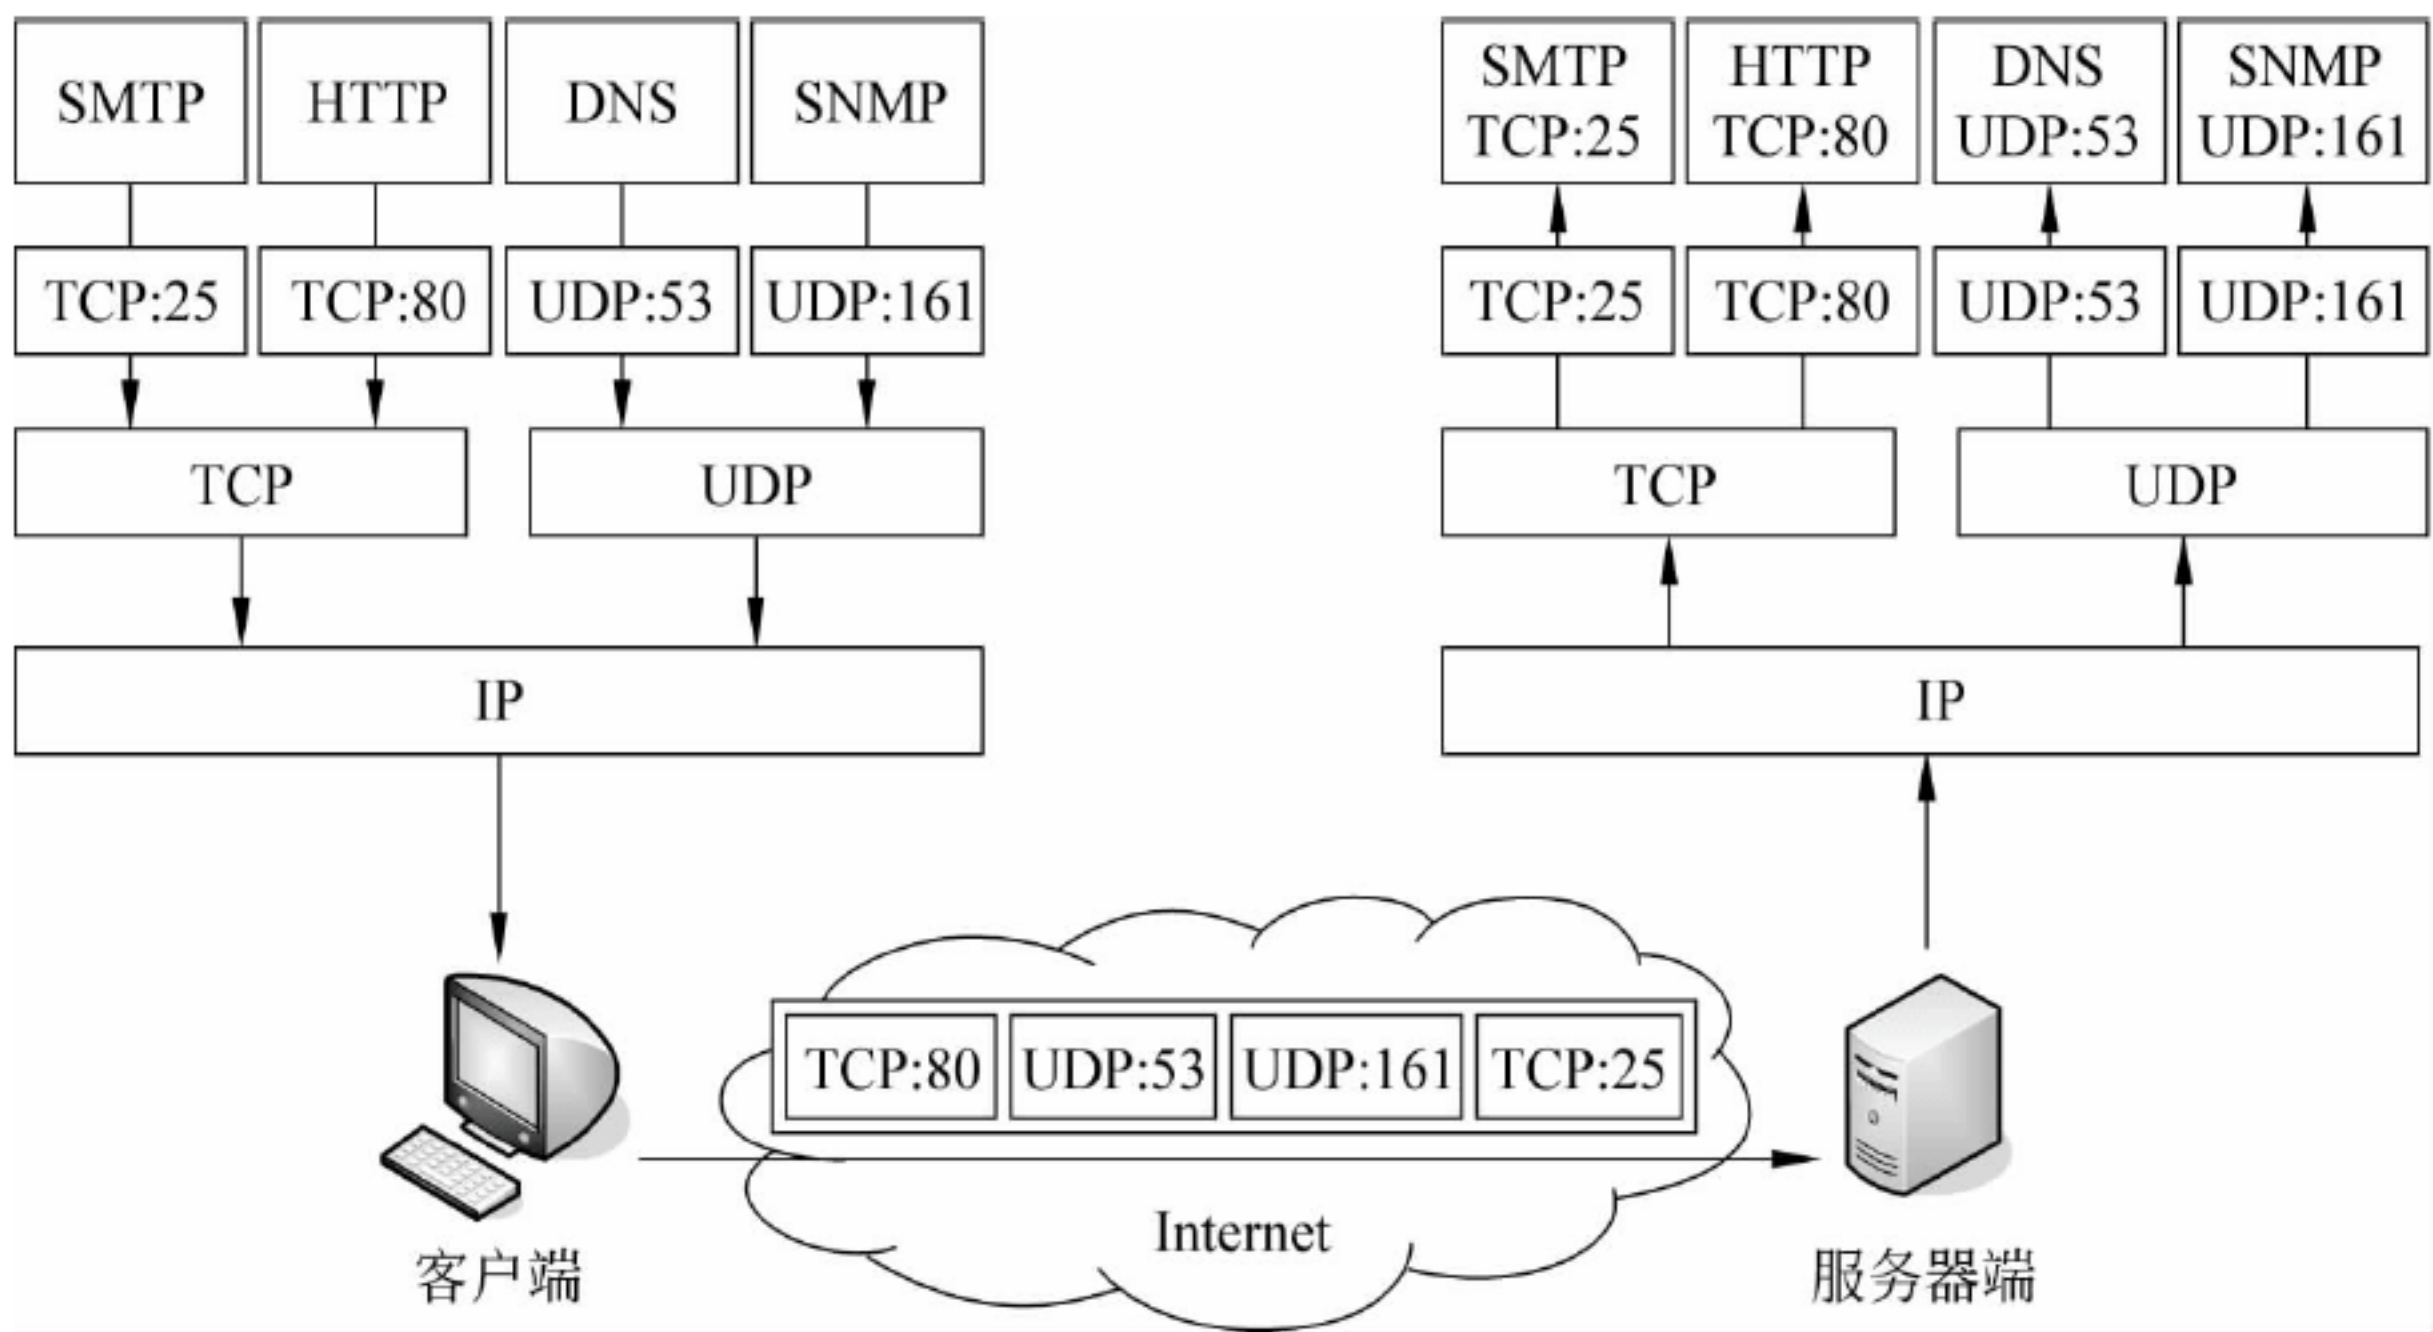 SMTP
HTTP
DNS
SNMP
TCP:25
TCP:80
UDP:53
UDP:161
TCP
UDP
IP
客户端
SMTP
TCP:25
HTTP
TCP:80
DNS
UDP:53
SNMP
UDP:161
TCP:25
TCP:80
UDP:53
UDP:161
TCP
UDP
IP
TCP:80
UDP:53
UDP:161
TCP:25
Internet
服务器端